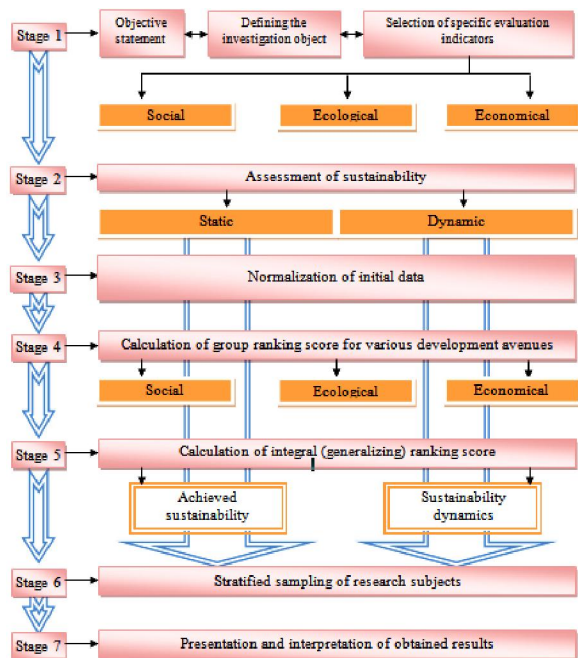 Stage 1
Objective
statement
Defining the
investigation object
Selection of specific evaluation
indicators
Social
Ecological
Economical
Stage 2
Assessment of sustainability
Static
Dynamic
Stage 3
Normalization of initial data
Stage 4
Calculation of group ranking score for various development avenues
Social
Ecological
Economical
Stage 5
Calculation of integral (generalizing) ranking score
Achieved
sustainability
Sustainability
dynamics
Stage 6
Stratified sampling of research subjects
Stage 7
Presentation and interpretation of obtained results